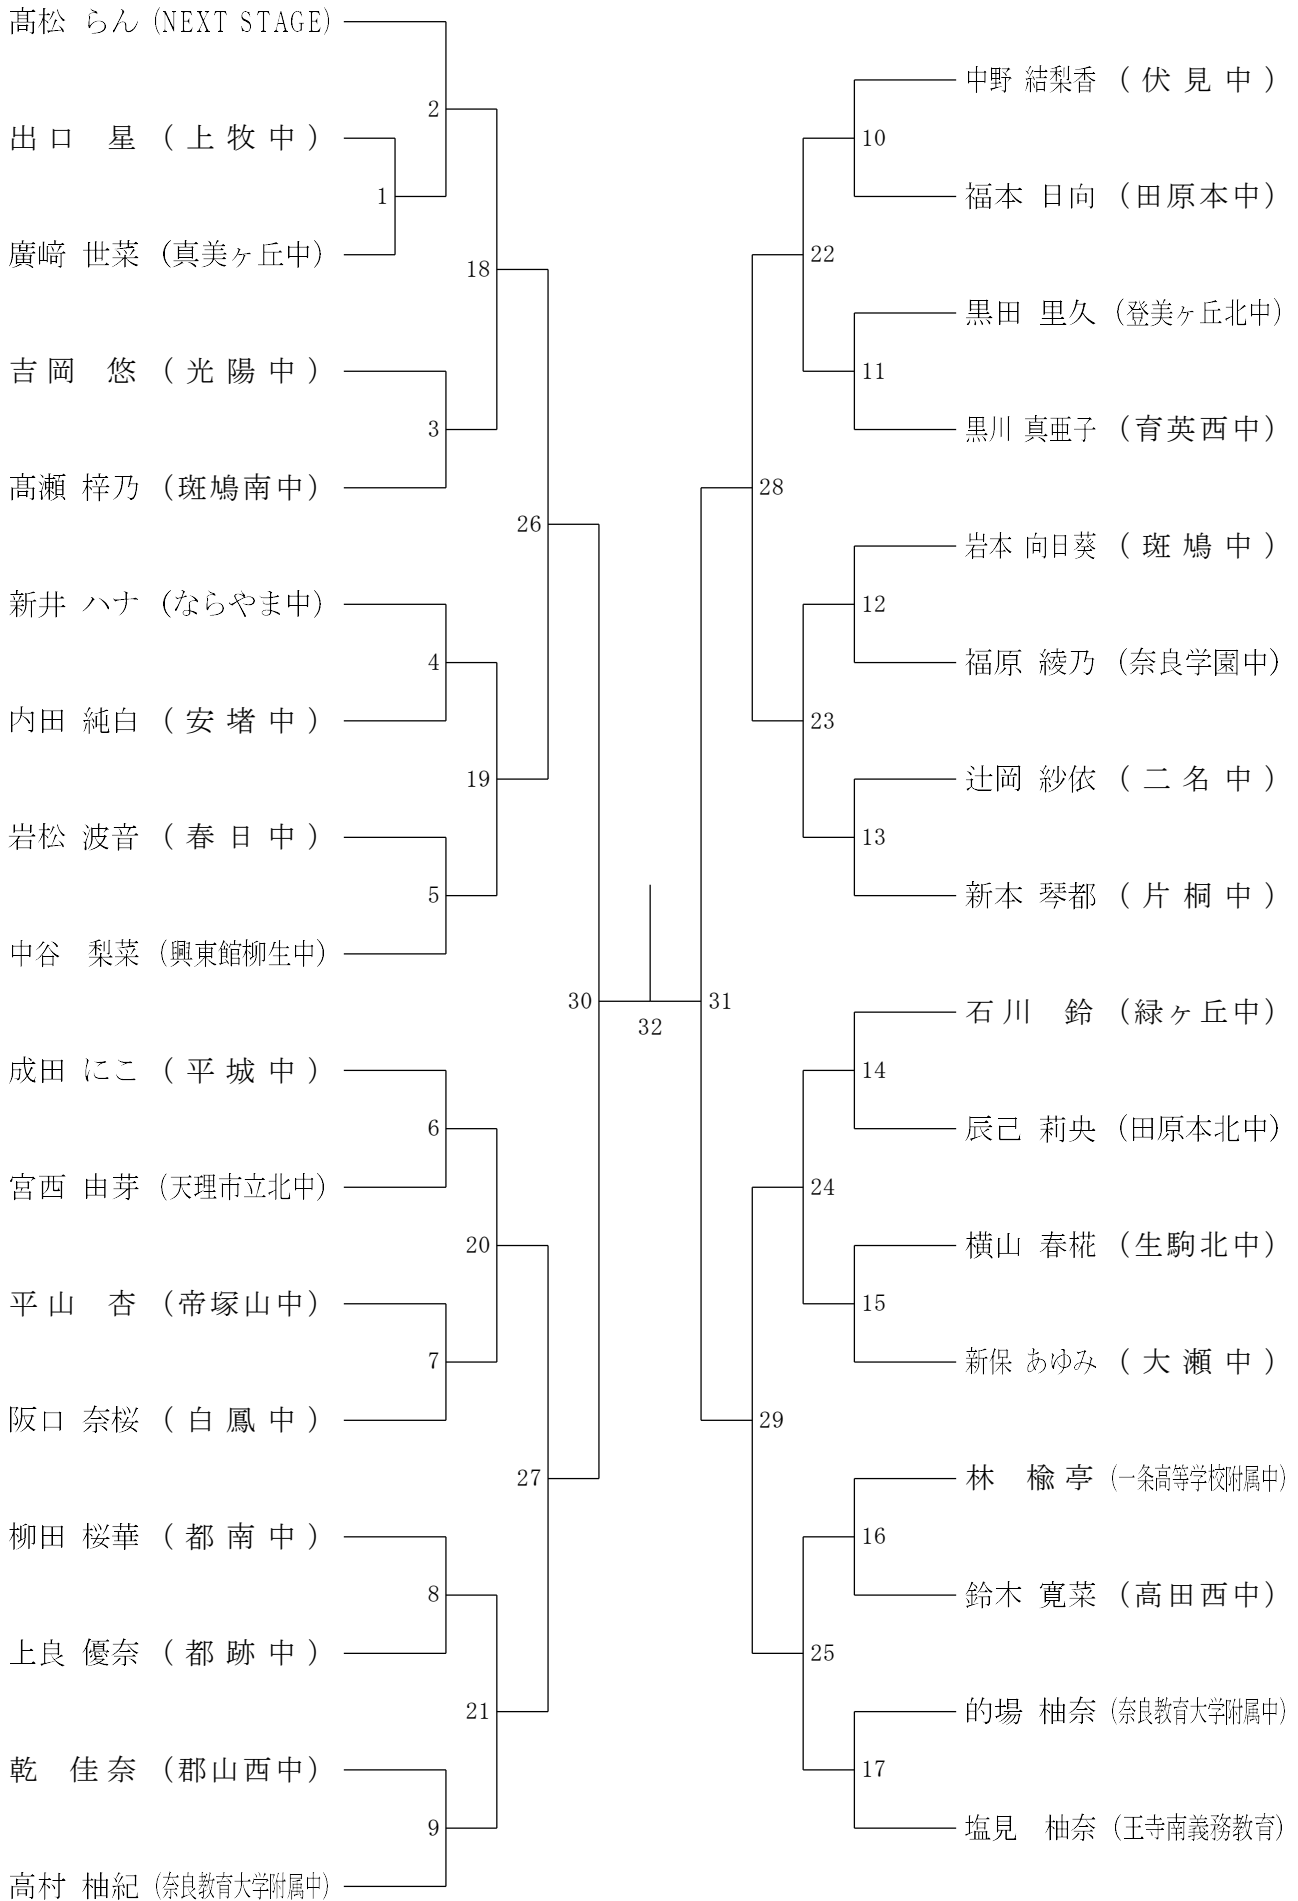 髙松 らん (NEXT STAGE)
2
出口 星 (上牧中)
1
廣﨑 世菜 (真美ヶ丘中)
18
吉岡 悠 (光陽中)
3
髙瀬 梓乃 (斑鳩南中)
26
新井 ハナ (ならやま中)
4
内田 純白 (安堵中)
19
岩松 波音 (春日中)
5
中谷 梨菜 (興東館柳生中)
30
成田 にこ (平城中)
6
宮西 由芽 (天理市立北中)
20
平山 杏 (帝塚山中)
7
阪口 奈桜 (白鳳中)
27
柳田 桜華 (都南中)
8
上良 優奈 (都跡中)
21
乾 佳奈 (郡山西中)
9
高村 柚紀 (奈良教育大学附属中)
32
中野 結梨香 (伏見中)
10
福本 日向 (田原本中)
22
黒田 里久 (登美ヶ丘北中)
11
黒川 真亜子 (育英西中)
28
岩本 向日葵 (斑鳩中)
12
福原 綾乃 (奈良学園中)
23
辻岡 紗依 (二名中)
13
新本 琴都 (片桐中)
31
石川 鈴 (緑ヶ丘中)
14
辰己 莉央 (田原本北中)
24
横山 春椛 (生駒北中)
15
新保 あゆみ (大瀬中)
29
林 楡亭 (一条高等学校附属中)
16
鈴木 寛菜 (高田西中)
25
的場 柚奈 (奈良教育大学附属中)
17
塩見 柚奈 (王寺南義務教育)